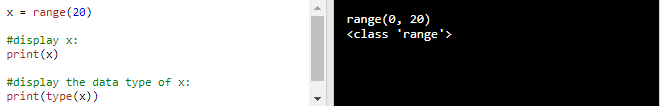 x = range(20)
#display x:
print(x)
#display the data type of x:
print(type(x))
range(0, 20)
<class 'range'>